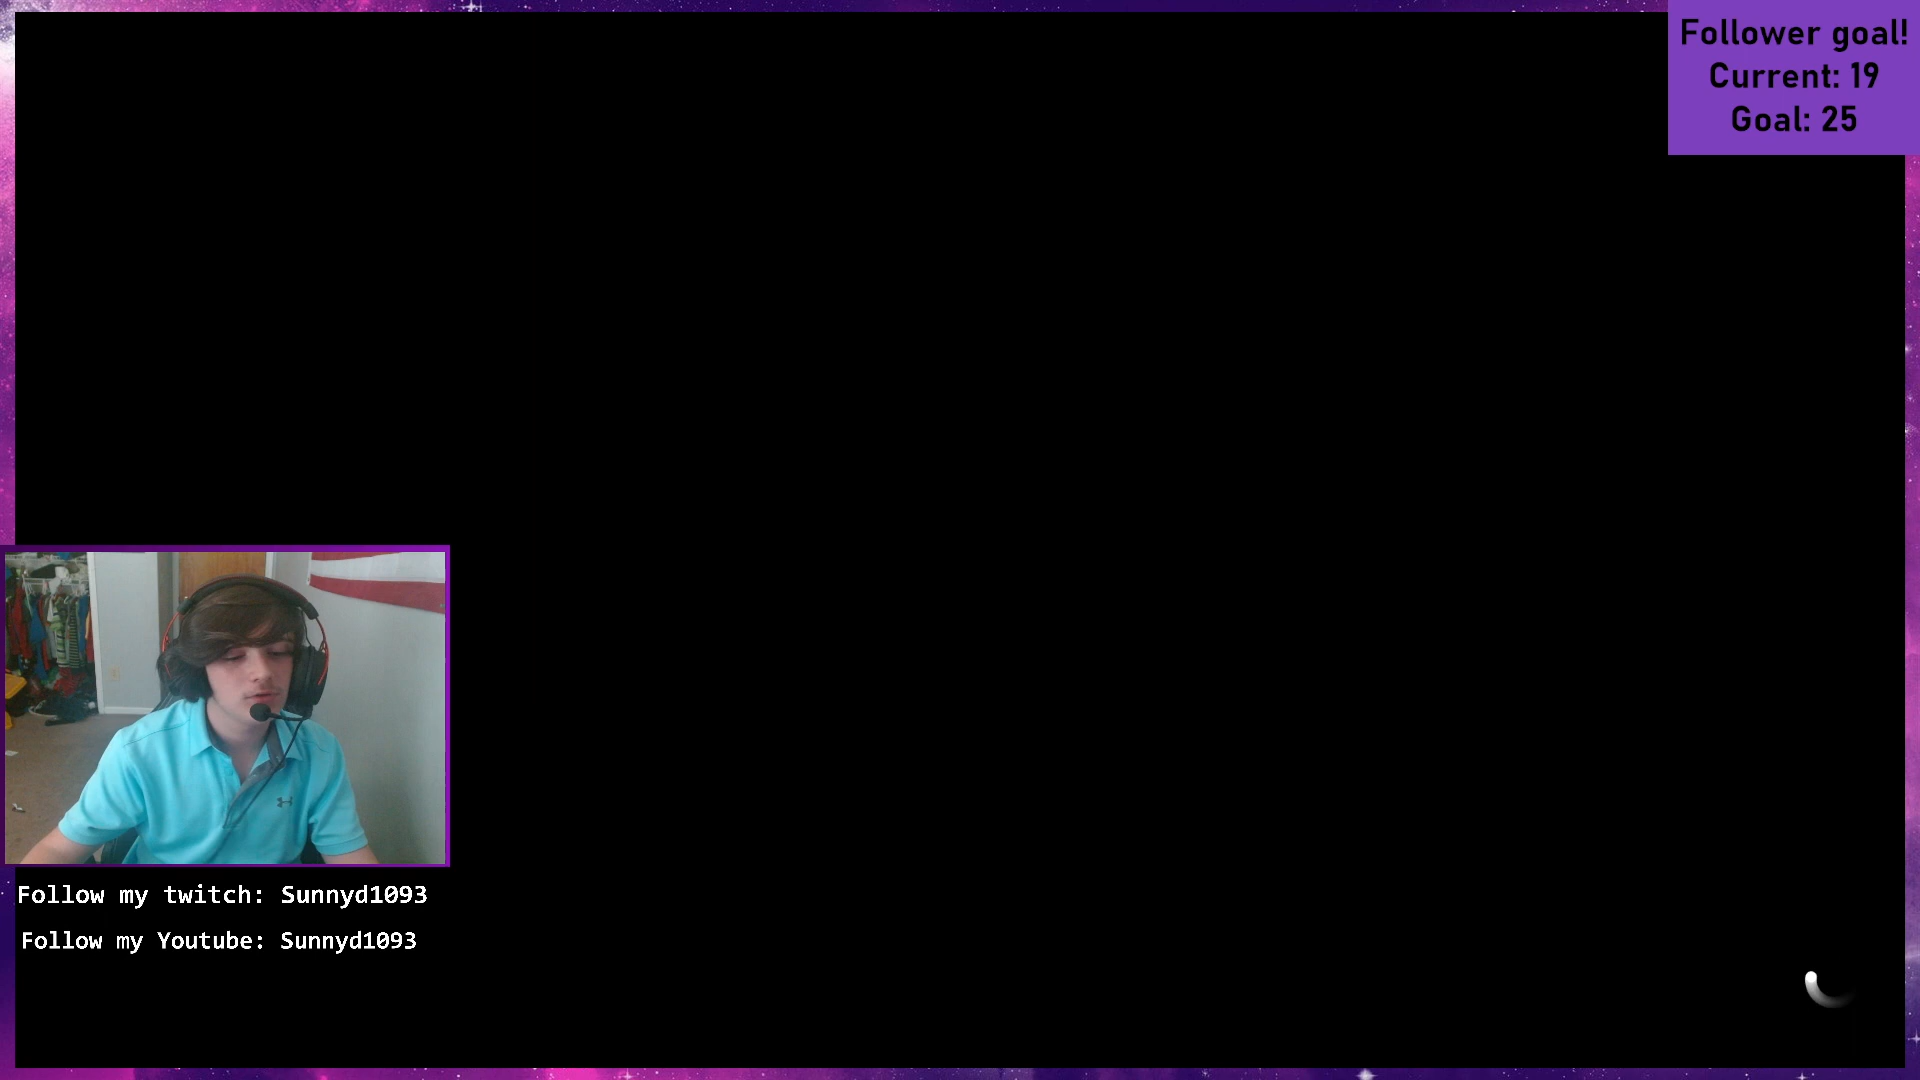 Follower goal!
Current: 19
Goal: 25
Follow my twitch: Sunnyd1093
Follow my Youtube: Sunnyd1093